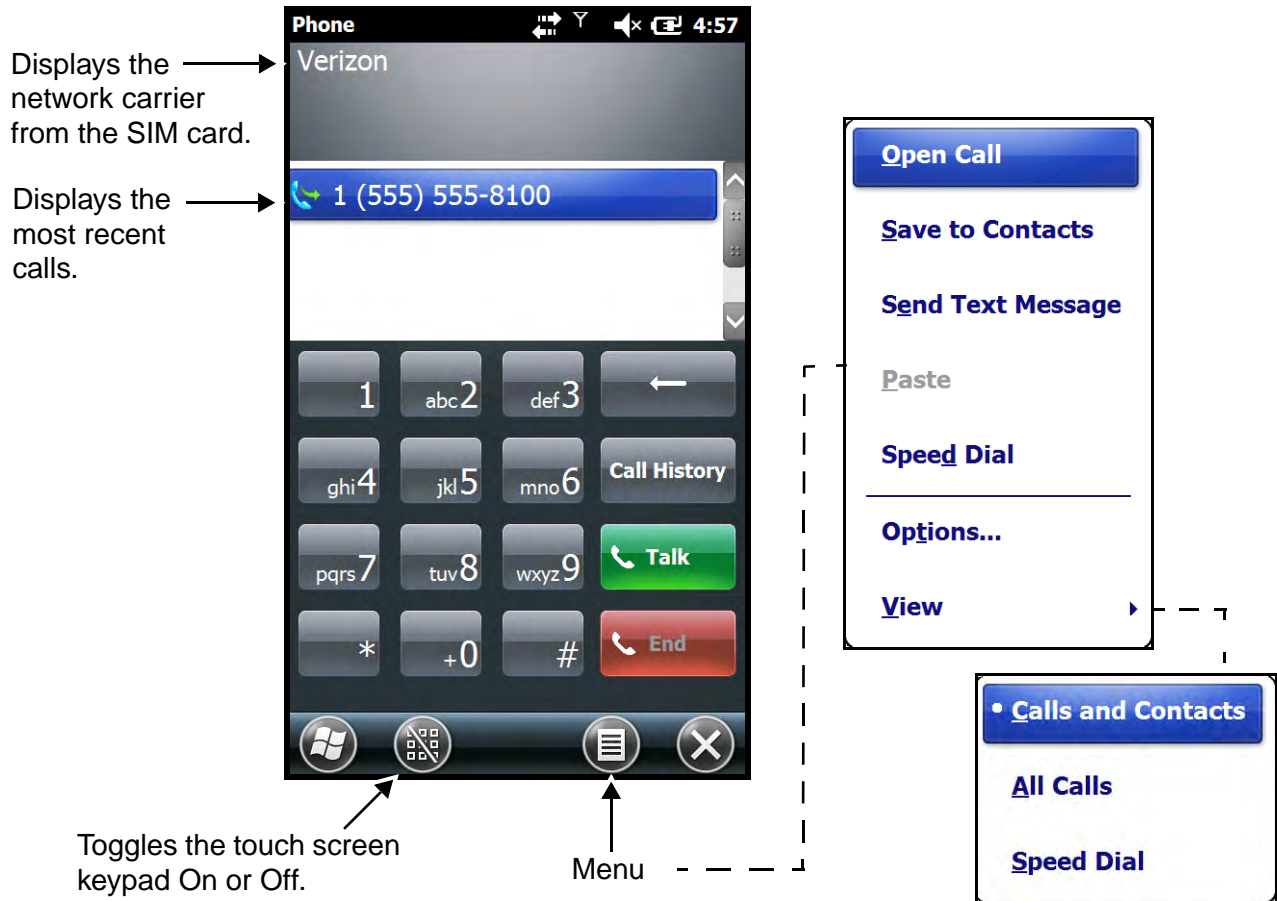 Phone 4:57
Verizon
Displays the
network carrier
from the SIM card.
1 (555) 555-8100
Displays the
most recent
calls.
1 abc2 def3
ghi4 jkl5 mno6 Call History
pqrs7 tuv8 wxyz9 Talk
* +0 # End
Toggles the touch screen
keypad On or Off.
Menu
Open Call
Save to Contacts
Send Text Message
Paste
Speed Dial
Options...
View
Calls and Contacts
All Calls
Speed Dial